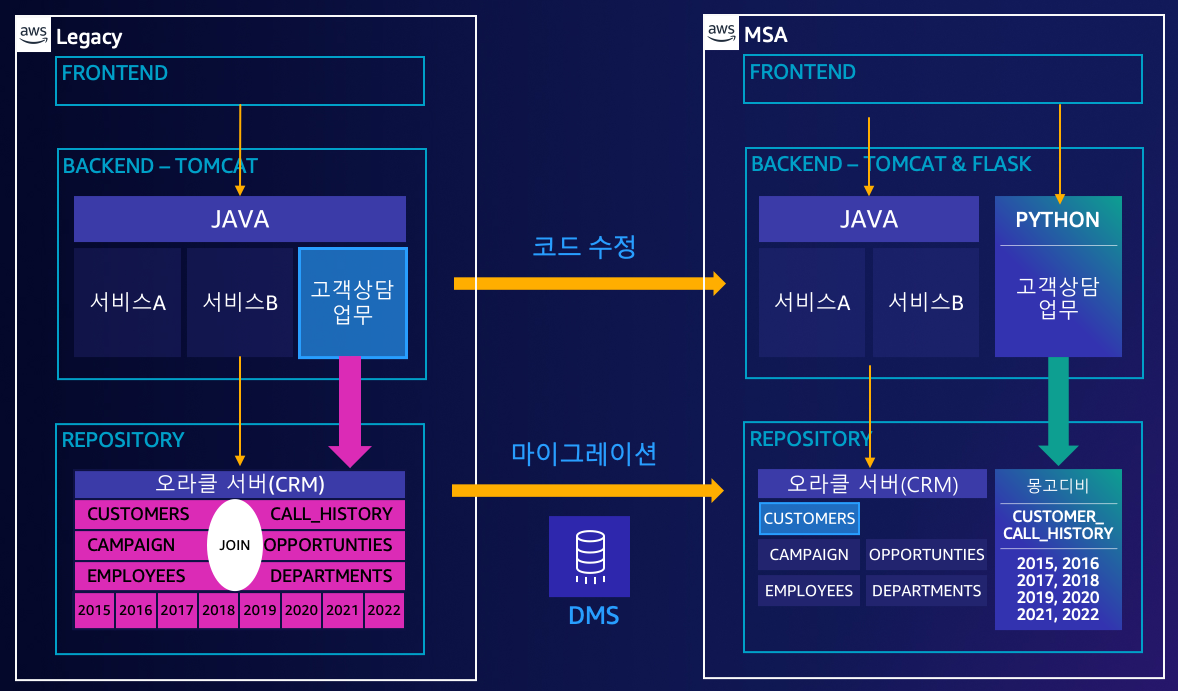 aws
Legacy
FRONTEND
BACKEND – TOMCAT
JAVA
서비스A
서비스B
고객상담
업무
REPOSITORY
오라클 서버(CRM)
CUSTOMERS
CALL_HISTORY
CAMPAIGN
JOIN
OPPORTUNTIES
EMPLOYEES
DEPARTMENTS
2015 2016 2017 2018 2019 2020 2021 2022
코드 수정
마이그레이션
DMS
aws
MSA
FRONTEND
BACKEND – TOMCAT & FLASK
JAVA
서비스A
서비스B
PYTHON
고객상담
업무
REPOSITORY
오라클 서버(CRM)
CUSTOMERS
CAMPAIGN
OPPORTUNTIES
EMPLOYEES
DEPARTMENTS
몽고디비
CUSTOMER_
CALL_HISTORY
2015, 2016
2017, 2018
2019, 2020
2021, 2022